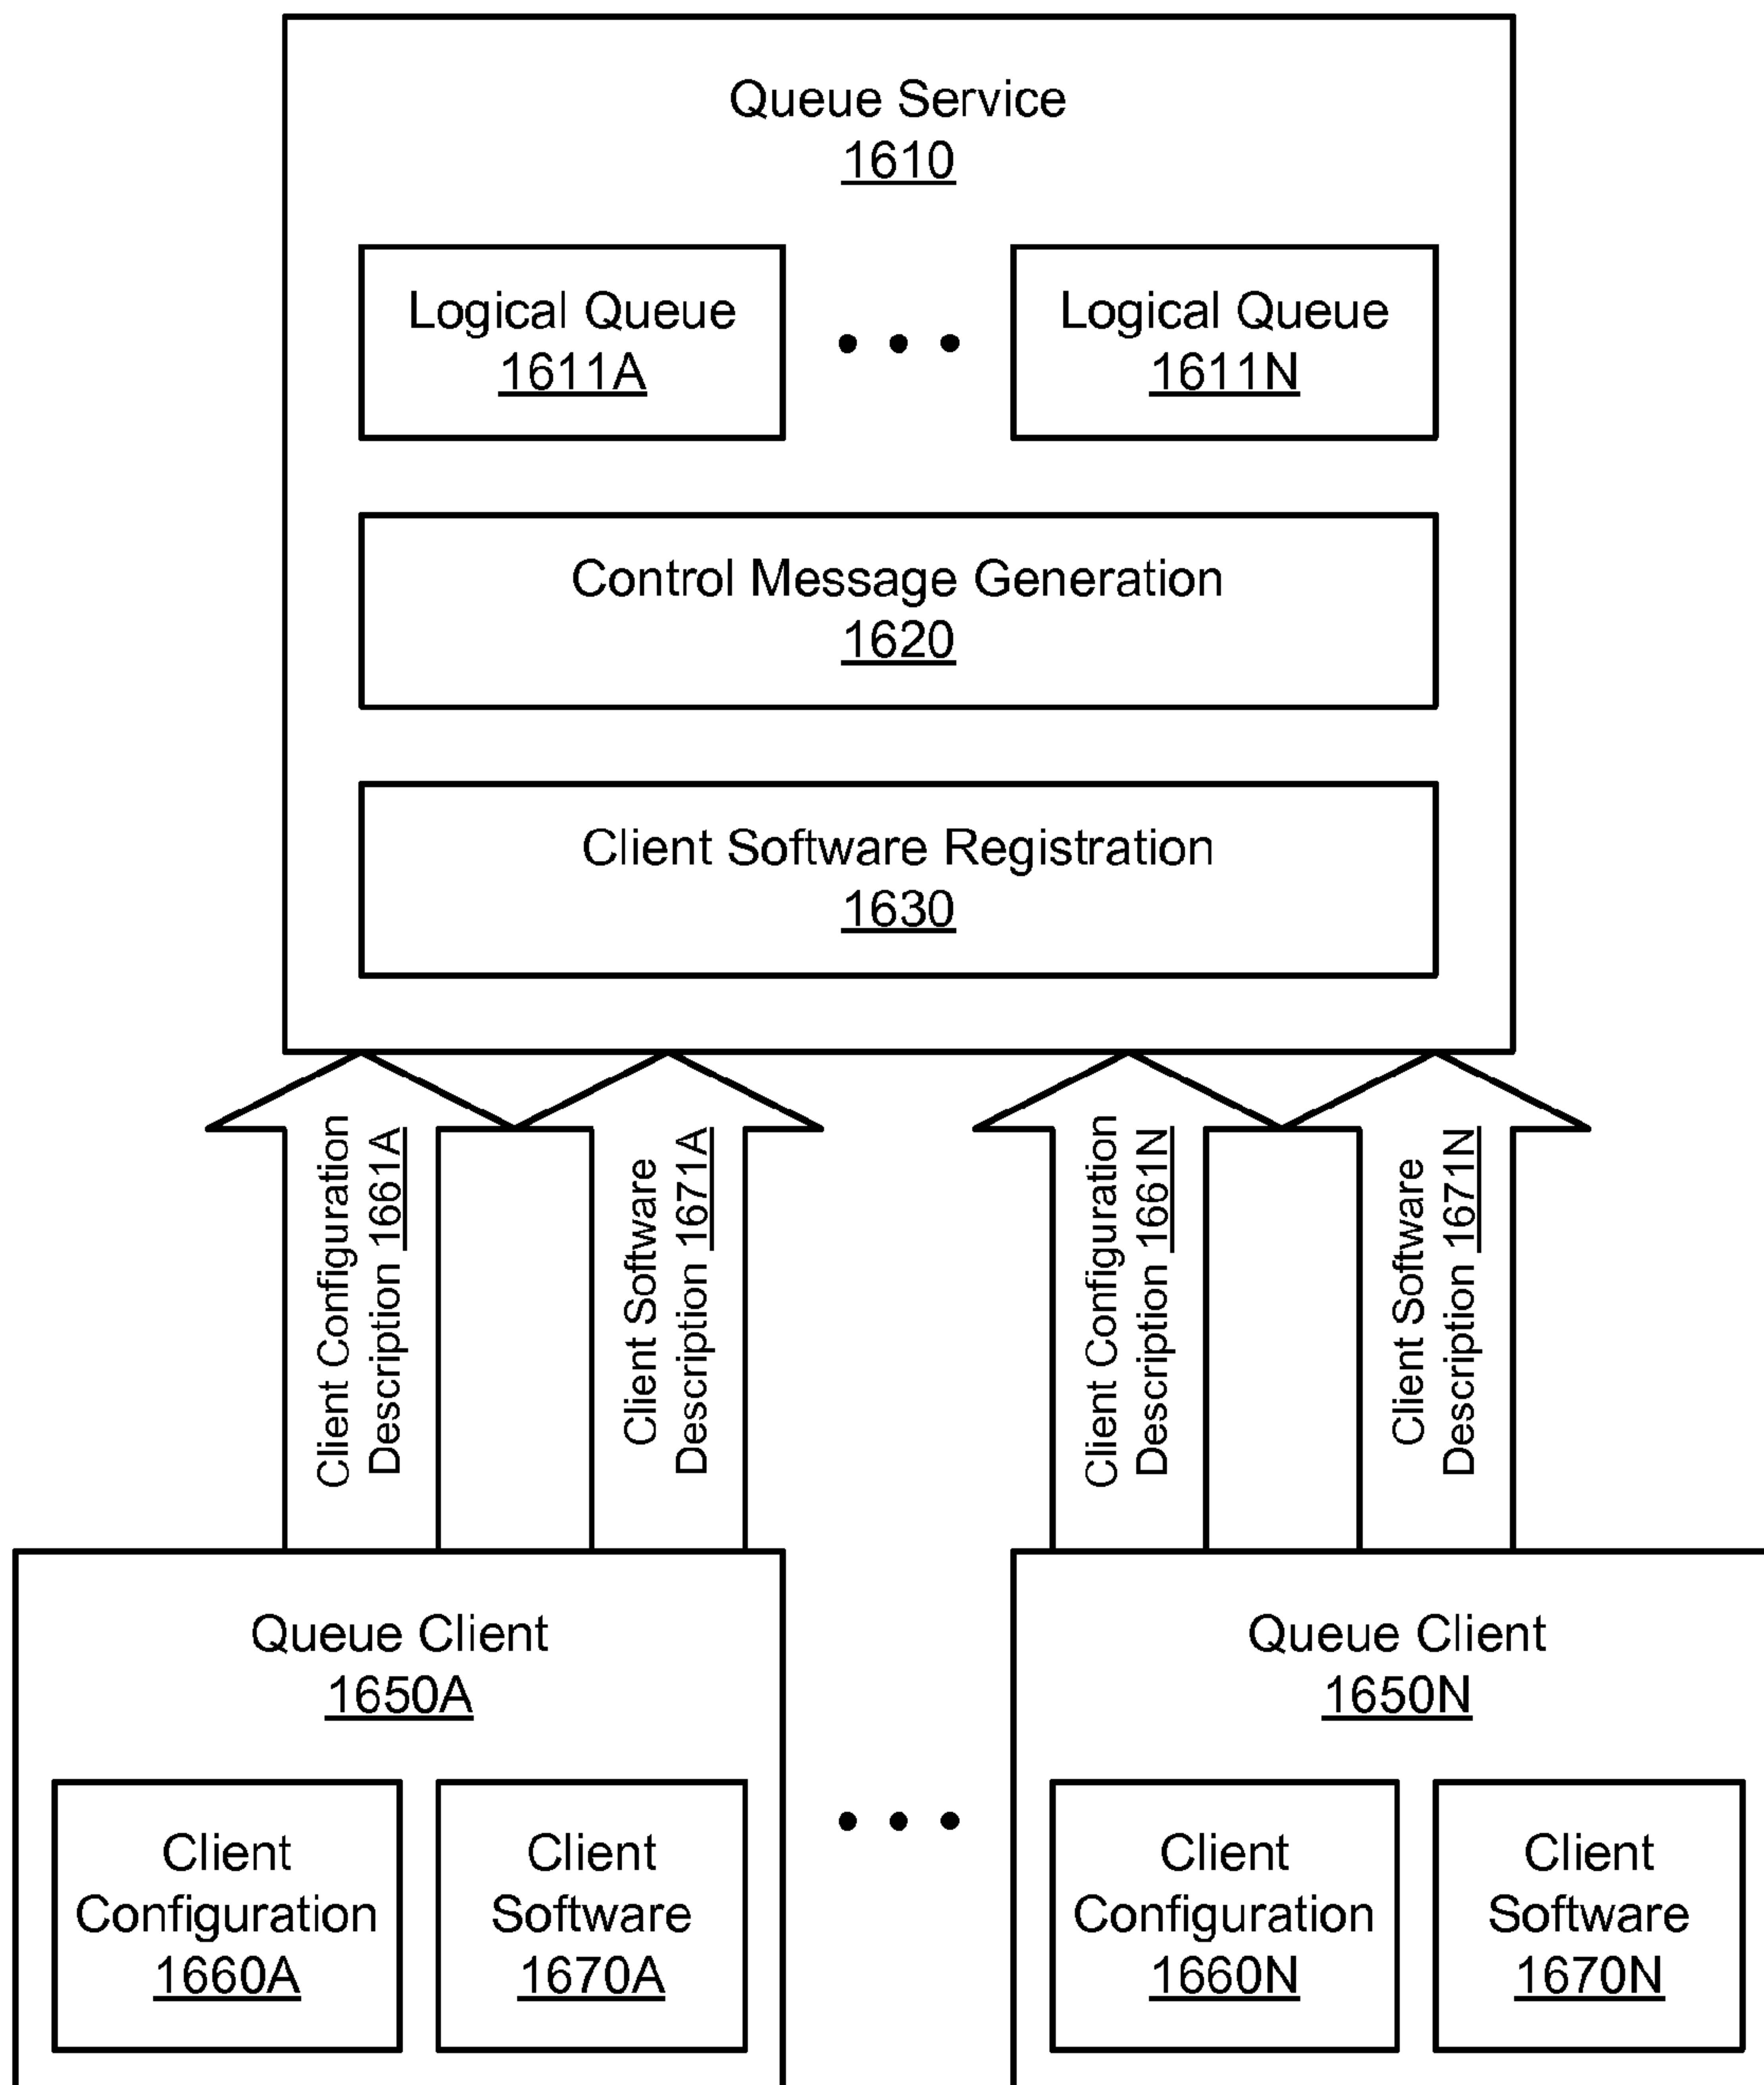 Queue Service
1610
Logical Queue
1611A
Logical Queue
1611N
Control Message Generation
1620
Client Software Registration
1630
Client Configuration
Description 1661A
Client Software
Description 1671A
Client Configuration
Description 1661N
Client Software
Description 1671N
Queue Client
1650A
Client
Configuration
1660A
Client
Software
1670A
Queue Client
1650N
Client
Configuration
1660N
Client
Software
1670N